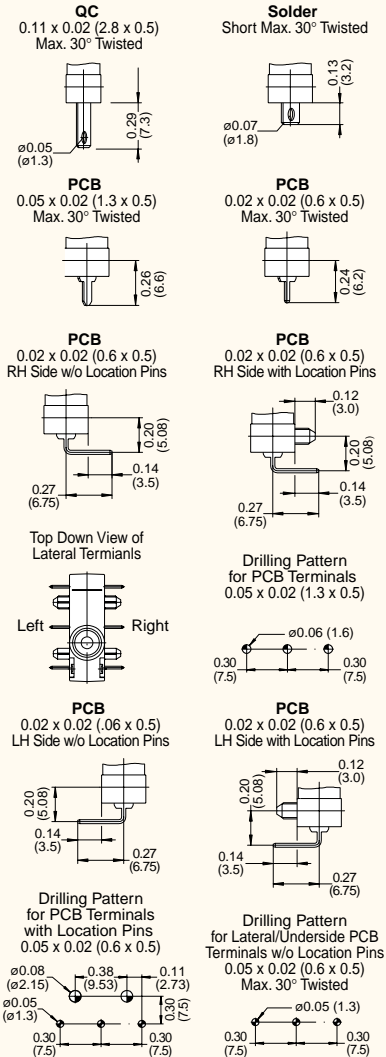 QC
0.11 x 0.02 (2.8 x 0.5)
Max. 30° Twisted
0.29
(7.3)
ø0.05
(ø1.3)
Solder
Short Max. 30° Twisted
0.13
(3.2)
ø0.07
(ø1.8)
PCB
0.05 x 0.02 (1.3 x 0.5)
Max. 30° Twisted
0.26
(6.6)
PCB
0.02 x 0.02 (0.6 x 0.5)
Max. 30° Twisted
0.24
(6.2)
PCB
0.02 x 0.02 (0.6 x 0.5)
RH Side w/o Location Pins
0.20
(5.08)
0.14
(3.5)
0.27
(6.75)
PCB
0.02 x 0.02 (0.6 x 0.5)
RH Side with Location Pins
0.12
(3.0)
0.20
(5.08)
0.14
(3.5)
0.27
(6.75)
Top Down View of
Lateral Termianls
Left
Right
Drilling Pattern
for PCB Terminals
0.05 x 0.02 (1.3 x 0.5)
ø0.06 (1.6)
0.30
(7.5)
0.30
(7.5)
PCB
0.02 x 0.02 (.06 x 0.5)
LH Side w/o Location Pins
0.20
(5.08)
0.14
(3.5)
0.27
(6.75)
PCB
0.02 x 0.02 (0.6 x 0.5)
LH Side with Location Pins
0.12
(3.0)
0.20
(5.08)
0.14
(3.5)
0.27
(6.75)
Drilling Pattern
for PCB Terminals
with Location Pins
0.05 x 0.02 (0.6 x 0.5)
ø0.08
(ø2.15)
0.38
(9.53)
0.11
(2.73)
ø0.05
(ø1.3)
0.30
(7.5)
0.30
(7.5)
0.30
(7.5)
Drilling Pattern
for Lateral/Underside PCB
Terminals w/o Location Pins
0.05 x 0.02 (0.6 x 0.5)
Max. 30° Twisted
ø0.05 (1.3)
0.30
(7.5)
0.30
(7.5)